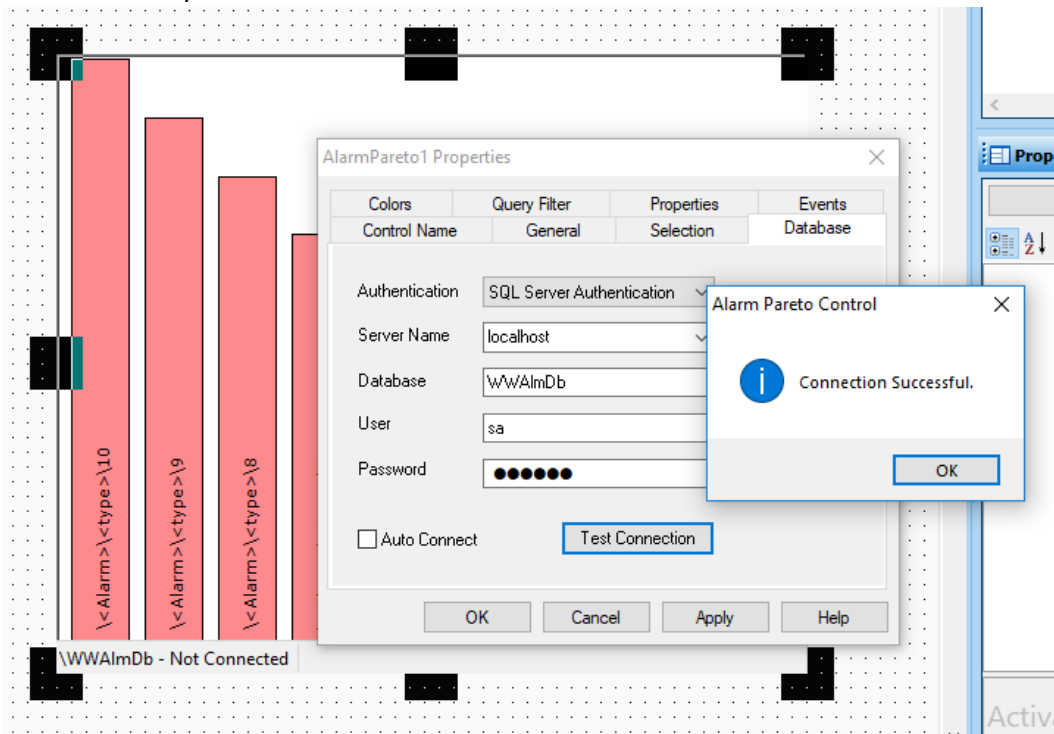 AlarmPareto1 Properties
Colors Query Filter Properties Events
Control Name General Selection Database
Authentication SQL Server Authentication
Server Name localhost
Database WWAlmDb
User sa
Password ●●●●●●
Auto Connect Test Connection
OK Cancel Apply Help
Alarm Pareto Control
Connection Successful.
OK
\<Alarm>\<type>\10
\<Alarm>\<type>\9
\<Alarm>\<type>\8
\WWAlmDb - Not Connected
Prope
Activa